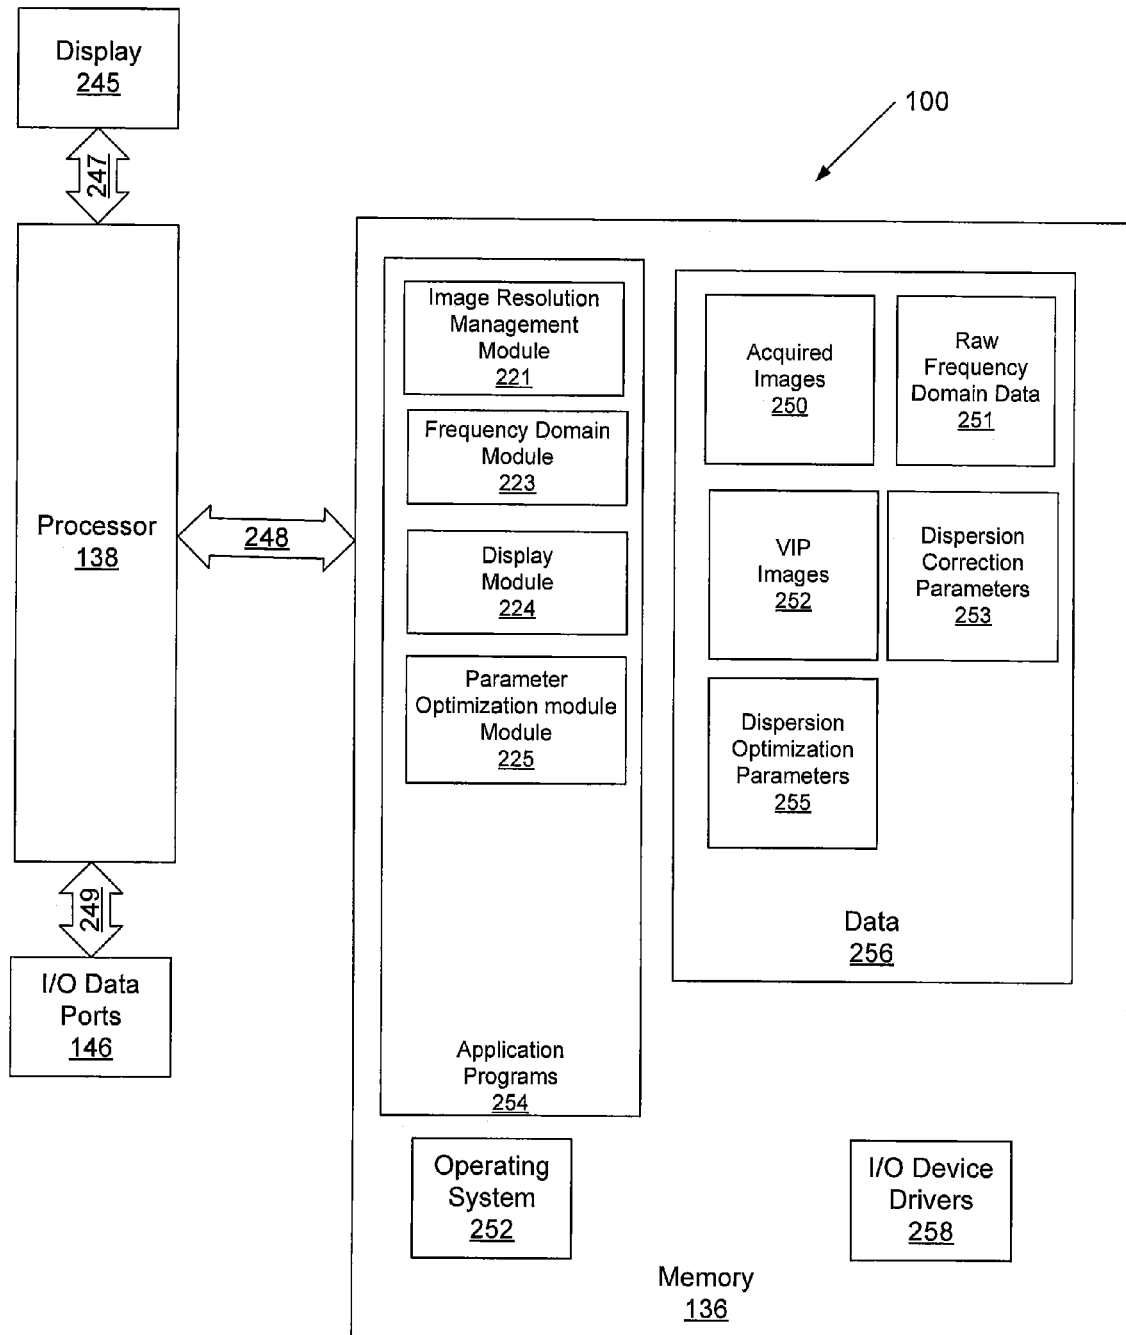 Display
245
100
247
Processor
138
248
249
I/O Data
Ports
146
Image Resolution
Management
Module
221
Frequency Domain
Module
223
Display
Module
224
Parameter
Optimization module
Module
225
Application
Programs
254
Acquired
Images
250
Raw
Frequency
Domain Data
251
VIP
Images
252
Dispersion
Correction
Parameters
253
Dispersion
Optimization
Parameters
255
Data
256
Operating
System
252
I/O Device
Drivers
258
Memory
136